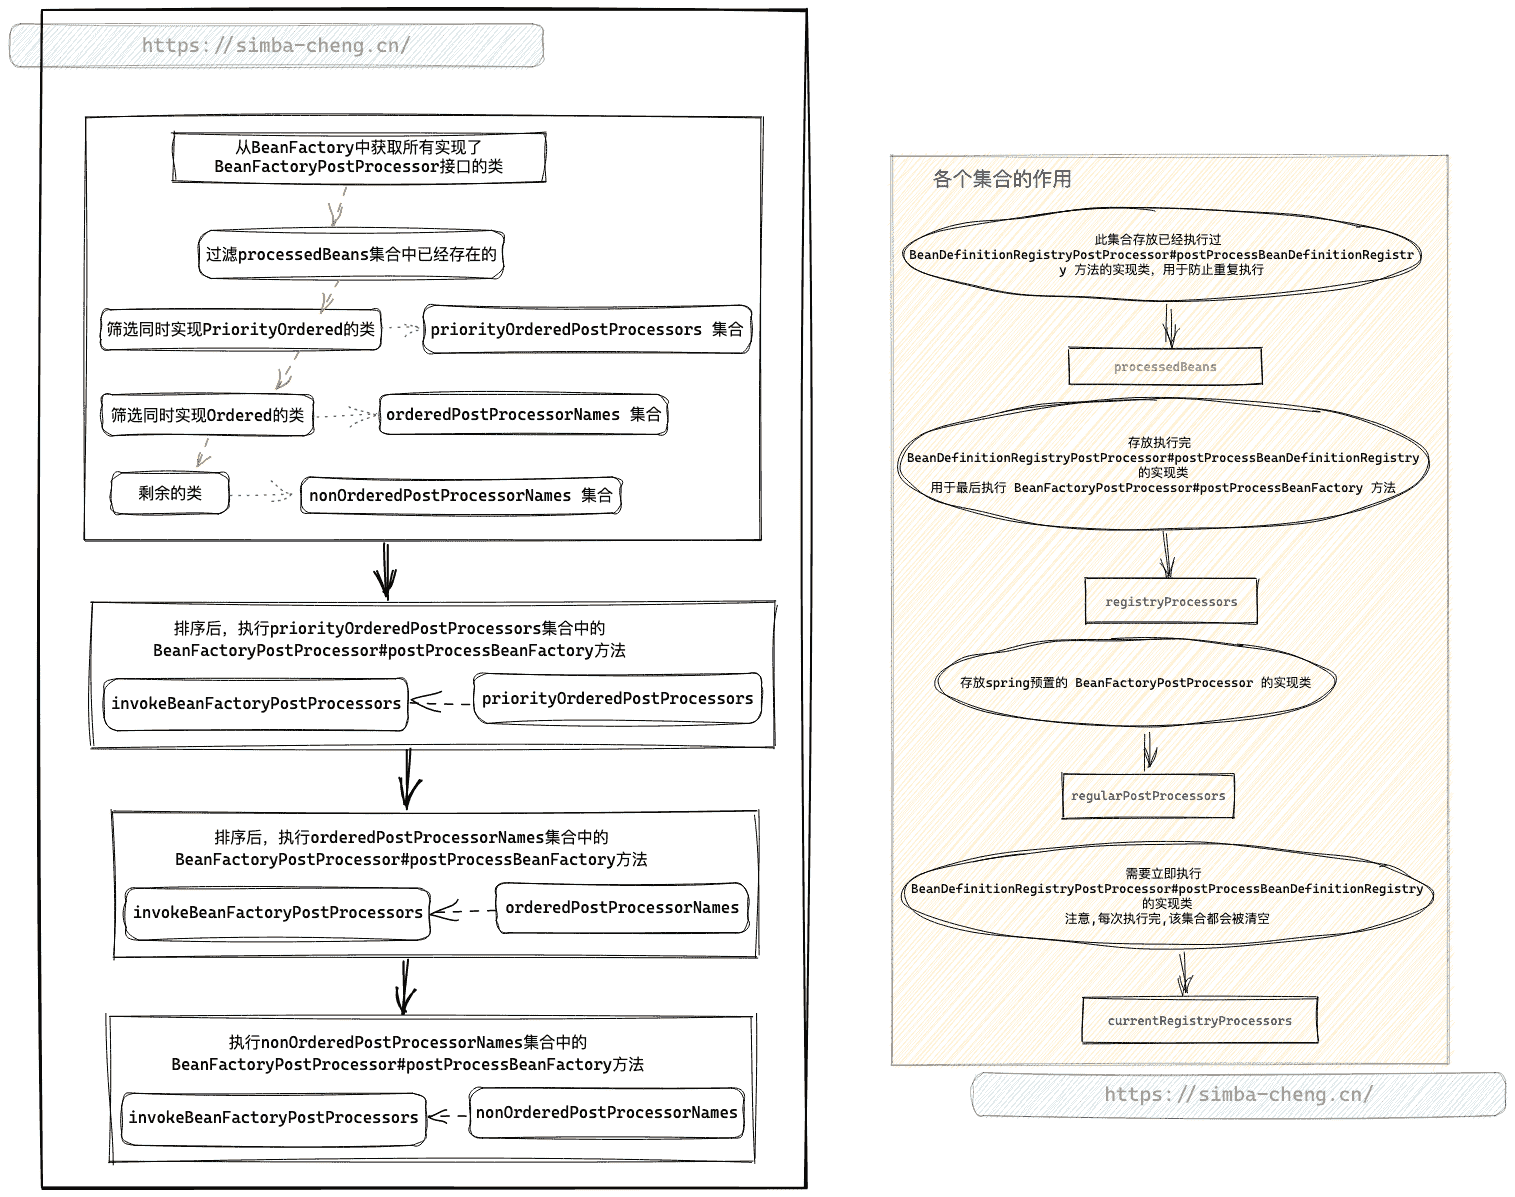 https://simba-cheng.cn/
从BeanFactory中获取所有实现了
BeanFactoryPostProcessor接口的类
过滤processedBeans集合中已经存在的
筛选同时实现PriorityOrdered的类
priorityOrderedPostProcessors 集合
筛选同时实现Ordered的类
orderedPostProcessorNames 集合
剩余的类
nonOrderedPostProcessorNames 集合
排序后，执行priorityOrderedPostProcessors集合中的
BeanFactoryPostProcessor#postProcessBeanFactory方法
invokeBeanFactoryPostProcessors
priorityOrderedPostProcessors
排序后，执行orderedPostProcessorNames集合中的
BeanFactoryPostProcessor#postProcessBeanFactory方法
invokeBeanFactoryPostProcessors
orderedPostProcessorNames
执行nonOrderedPostProcessorNames集合中的
BeanFactoryPostProcessor#postProcessBeanFactory方法
invokeBeanFactoryPostProcessors
nonOrderedPostProcessorNames
各个集合的作用
此集合存放已经执行过
BeanDefinitionRegistryPostProcessor#postProcessBeanDefinitionRegistr
y 方法的实现类，用于防止重复执行
processedBeans
存放执行完
BeanDefinitionRegistryPostProcessor#postProcessBeanDefinitionRegistry
的实现类
用于最后执行 BeanFactoryPostProcessor#postProcessBeanFactory 方法
registryProcessors
存放spring预置的 BeanFactoryPostProcessor 的实现类
regularPostProcessors
需要立即执行
BeanDefinitionRegistryPostProcessor#postProcessBeanDefinitionRegistry
的实现类
注意,每次执行完,该集合都会被清空
currentRegistryProcessors
https://simba-cheng.cn/